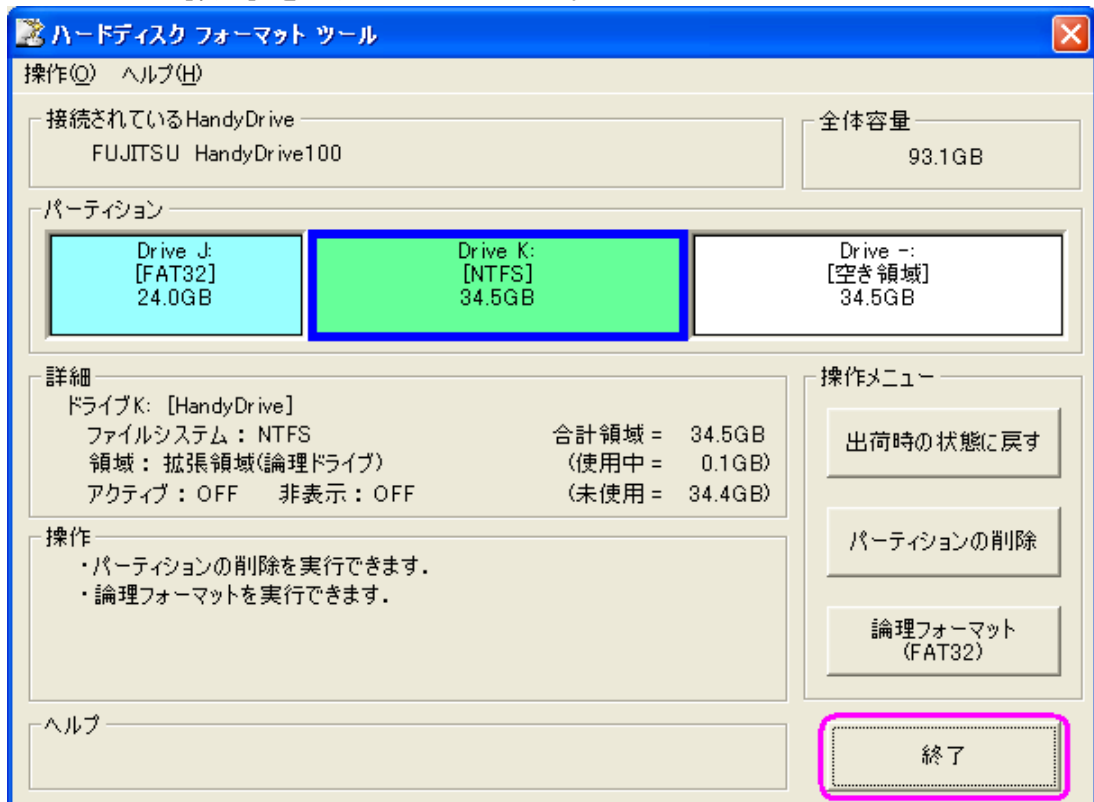 ハードディスク フォーマット ツール
操作(O) ヘルプ(H)
接続されているHandyDrive
FUJITSU HandyDrive100
全体容量
93.1GB
パーティション
Drive J:
[FAT32]
24.0GB
Drive K:
[NTFS]
34.5GB
Drive -:
[空き領域]
34.5GB
詳細
ドライブK: [HandyDrive]
ファイルシステム： NTFS 合計領域 = 34.5GB
領域： 拡張領域(論理ドライブ) (使用中 = 0.1GB)
アクティブ：OFF 非表示：OFF (未使用 = 34.4GB)
操作メニュー
出荷時の状態に戻す
パーティションの削除
論理フォーマット
(FAT32)
操作
・パーティションの削除を実行できます．
・論理フォーマットを実行できます．
ヘルプ
終了